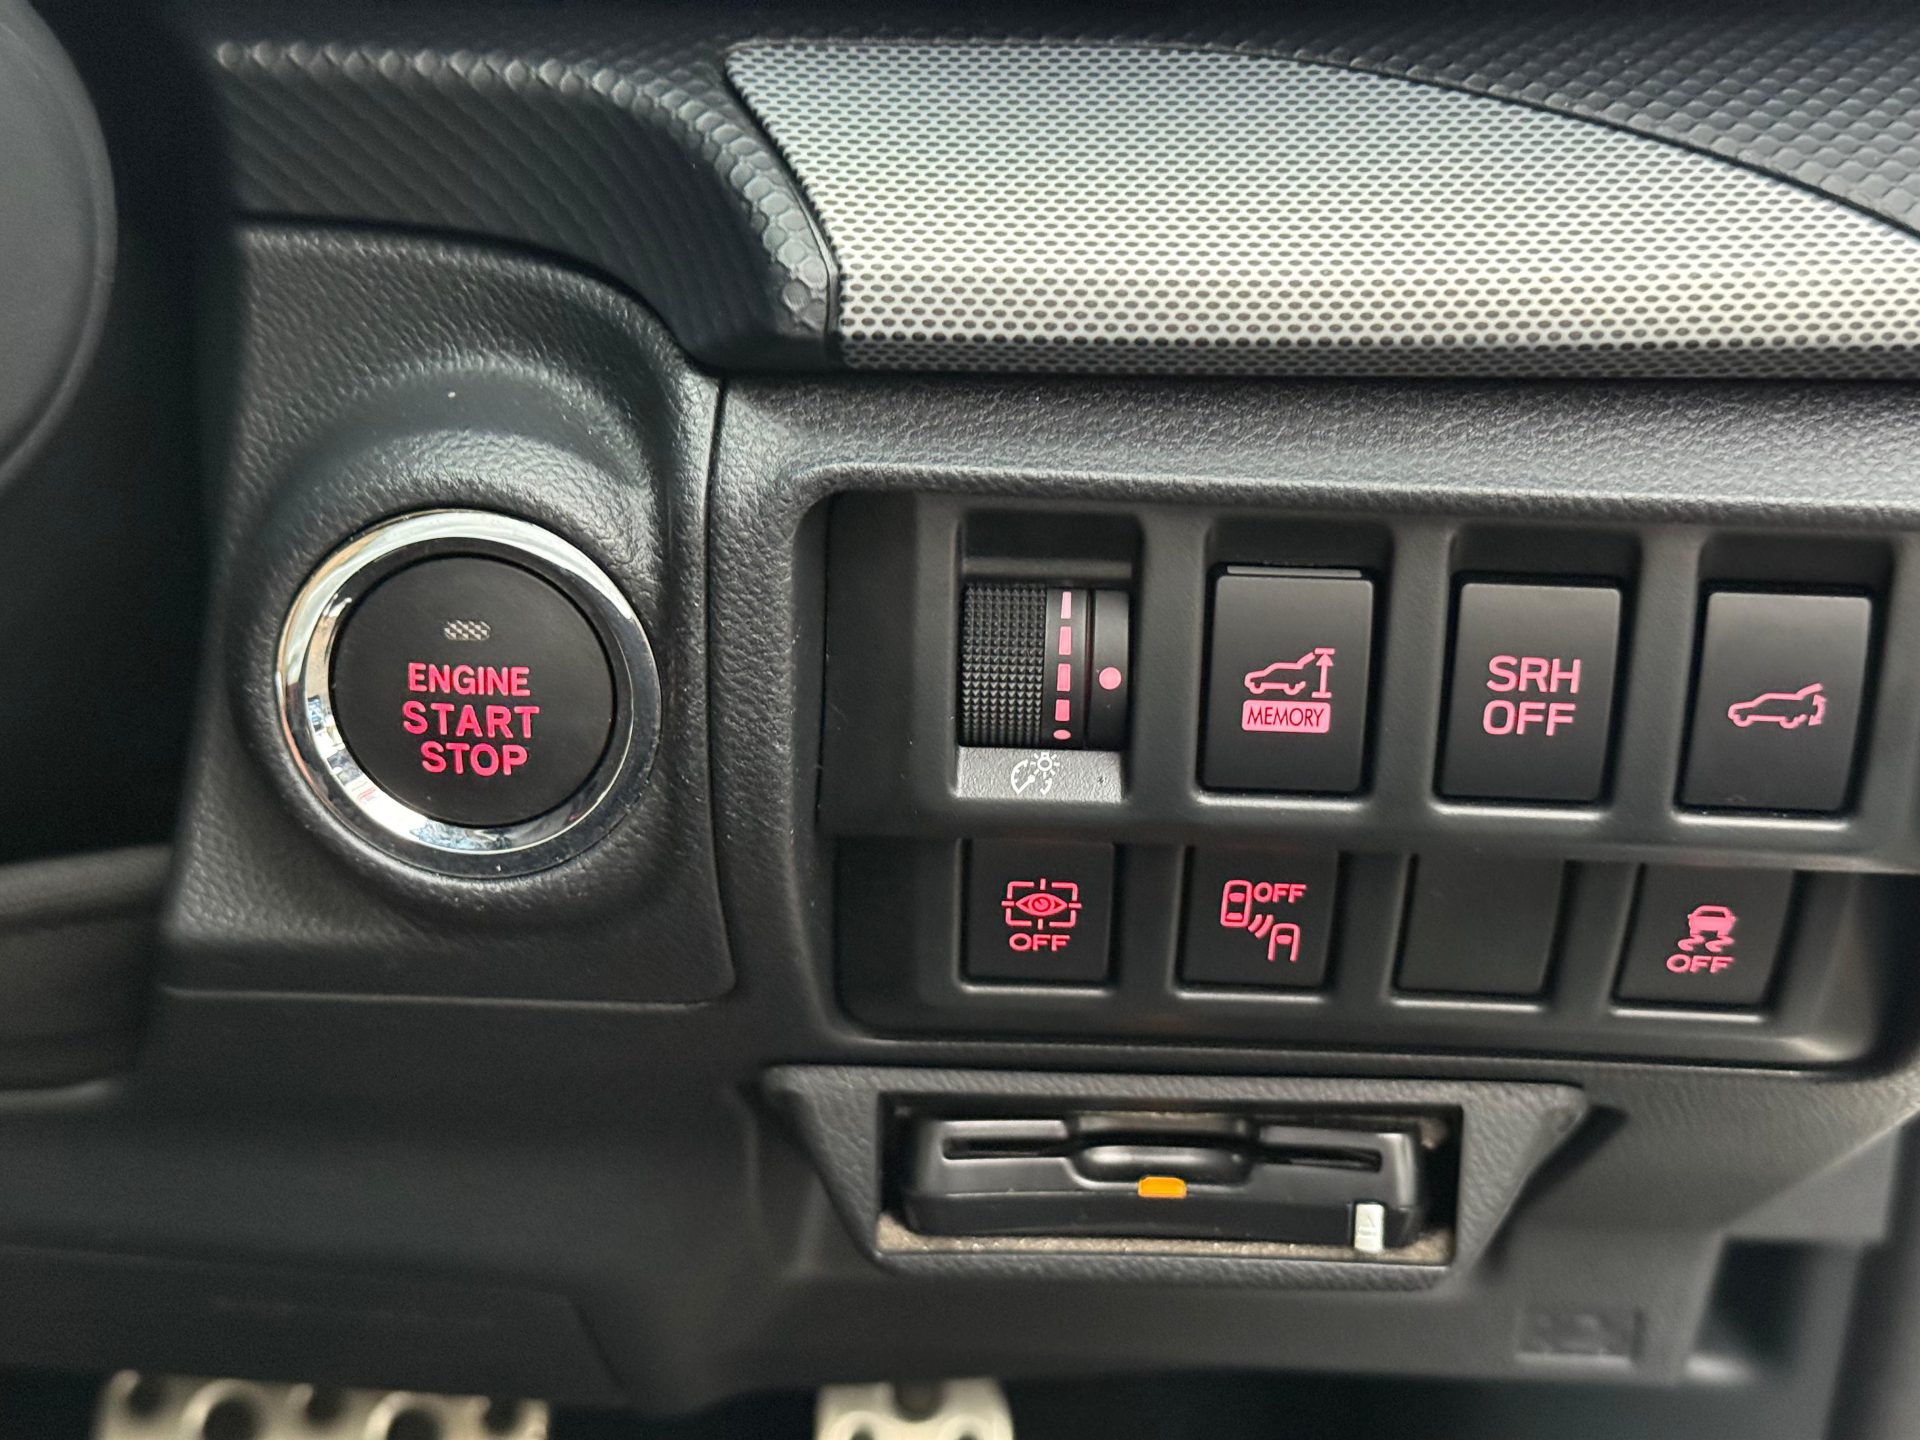 ENGINE
START
STOP
MEMORY
SRH
OFF
OFF
OFF
OFF